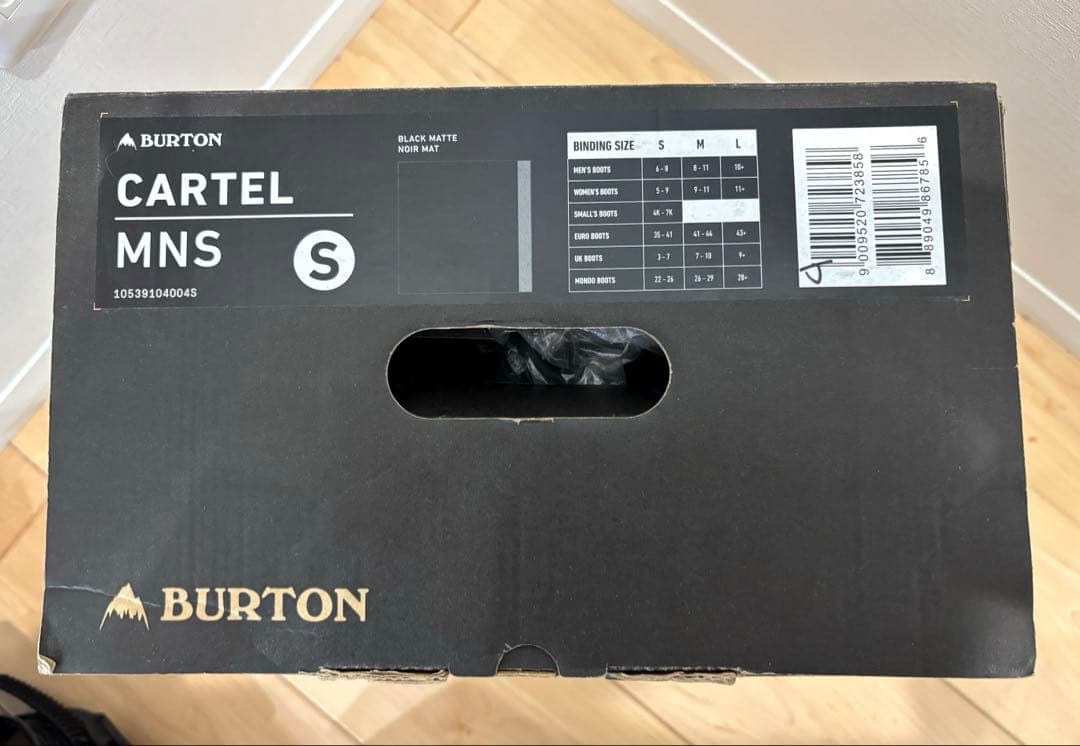 BURTON
CARTEL
MNS
S
10539104004S
BLACK MATTE
NOIR MAT
BINDING SIZE S M L
MEN'S BOOTS 6 - 8 8 - 11 10+
WOMEN'S BOOTS 5 - 9 9 - 11 11+
SMALL'S BOOTS 4K - 7K
EURO BOOTS 35 - 41 41 - 44 43+
UK BOOTS 3 - 7 7 - 10 9+
MONDO BOOTS 22 - 26 26 - 29 28+
9 009520 723858
8 89049 86785 6
BURTON